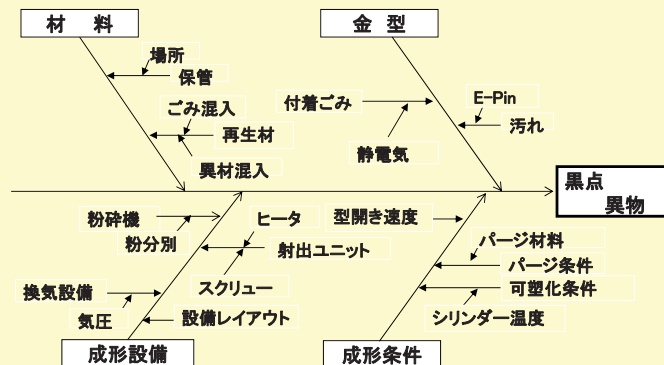 材 料
金 型
場所
保管
ごみ混入
再生材
異材混入
付着ごみ
静電気
E-Pin
汚れ
黒点
異物
粉砕機
粉分別
ヒータ
射出ユニット
スクリュー
換気設備
気圧
設備レイアウト
型開き速度
パージ材料
パージ条件
可塑化条件
シリンダー温度
成形設備
成形条件